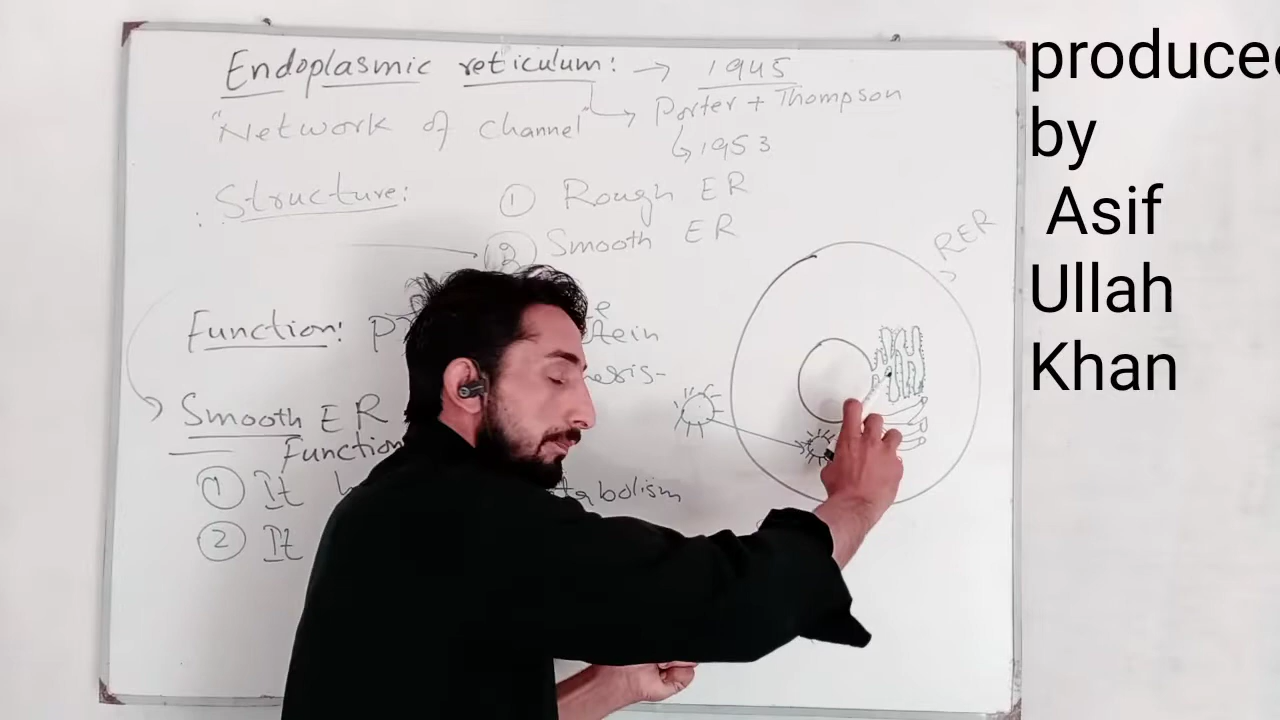 Endoplasmic reticulum: → 1945
"Network of channel → Porter + Thompson
↳ 1953
Structure: ① Rough ER
② Smooth ER
RER
Function:
Smooth ER
Function
① It
② It
produced
by
Asif
Ullah
Khan